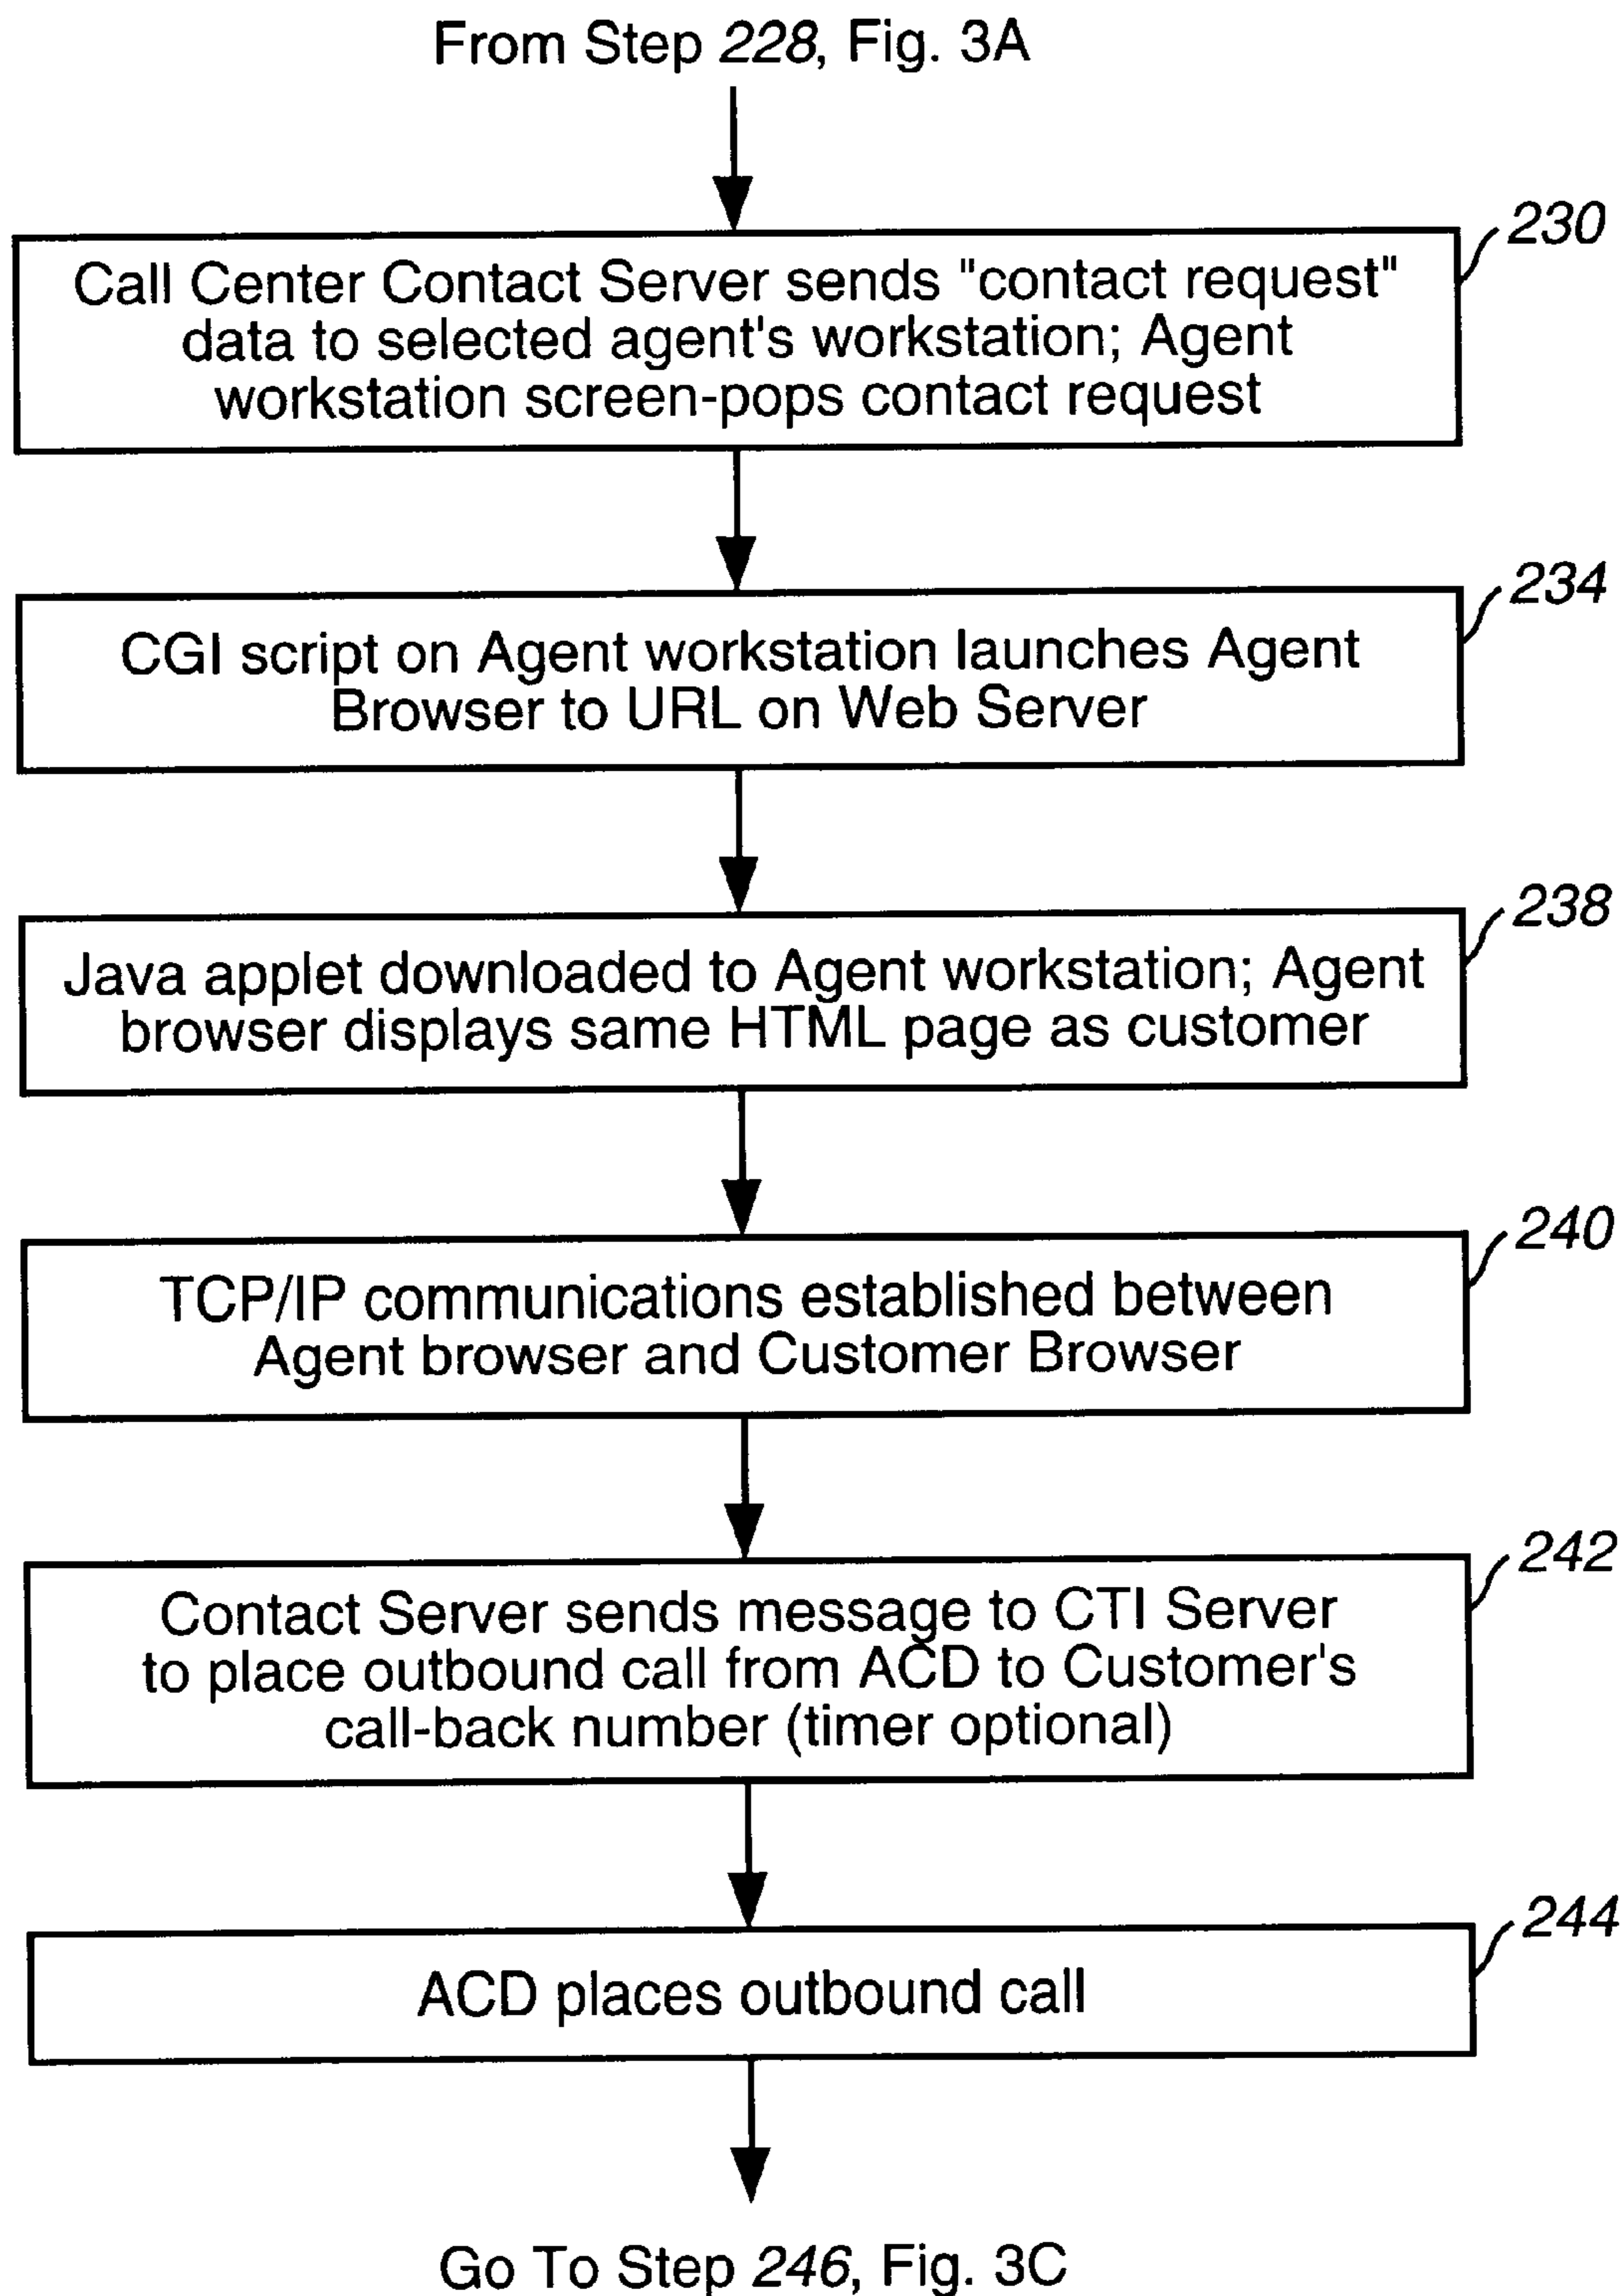 From Step 228, Fig. 3A
230
Call Center Contact Server sends "contact request"
data to selected agent's workstation; Agent
workstation screen-pops contact request
234
CGI script on Agent workstation launches Agent
Browser to URL on Web Server
238
Java applet downloaded to Agent workstation; Agent
browser displays same HTML page as customer
240
TCP/IP communications established between
Agent browser and Customer Browser
242
Contact Server sends message to CTI Server
to place outbound call from ACD to Customer's
call-back number (timer optional)
244
ACD places outbound call
Go To Step 246, Fig. 3C